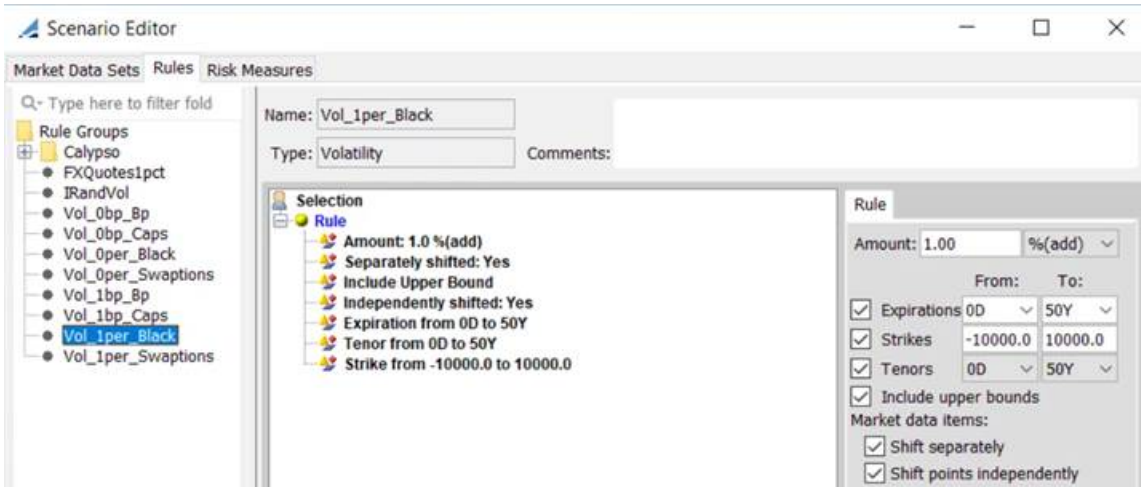 Scenario Editor
Market Data Sets Rules Risk Measures
Type here to filter fold
Rule Groups
Calypso
FXQuotes1pct
IRandVol
Vol_0bp_Bp
Vol_0bp_Caps
Vol_0per_Black
Vol_0per_Swaptions
Vol_1bp_Bp
Vol_1bp_Caps
Vol_1per_Black
Vol_1per_Swaptions
Name: Vol_1per_Black
Type: Volatility Comments:
Selection
Rule
Amount: 1.0 %(add)
Separately shifted: Yes
Include Upper Bound
Independently shifted: Yes
Expiration from 0D to 50Y
Tenor from 0D to 50Y
Strike from -10000.0 to 10000.0
Rule
Amount: 1.00 %(add)
From: To:
Expirations 0D 50Y
Strikes -10000.0 10000.0
Tenors 0D 50Y
Include upper bounds
Market data items:
Shift separately
Shift points independently